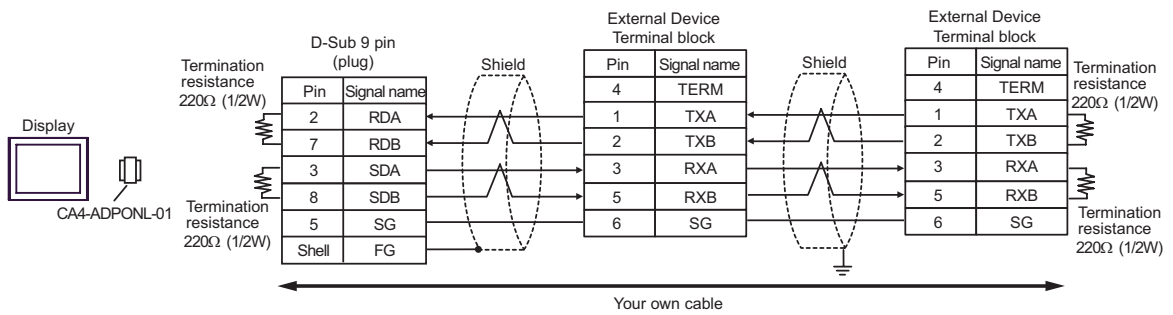 Display
CA4-ADPONL-01
Termination
resistance
220Ω (1/2W)
Termination
resistance
220Ω (1/2W)
D-Sub 9 pin
(plug)
Pin Signal name
2 RDA
7 RDB
3 SDA
8 SDB
5 SG
Shell FG
Shield
External Device
Terminal block
Pin Signal name
4 TERM
1 TXA
2 TXB
3 RXA
5 RXB
6 SG
Shield
External Device
Terminal block
Pin Signal name
4 TERM
1 TXA
2 TXB
3 RXA
5 RXB
6 SG
Termination
resistance
220Ω (1/2W)
Termination
resistance
220Ω (1/2W)
Your own cable